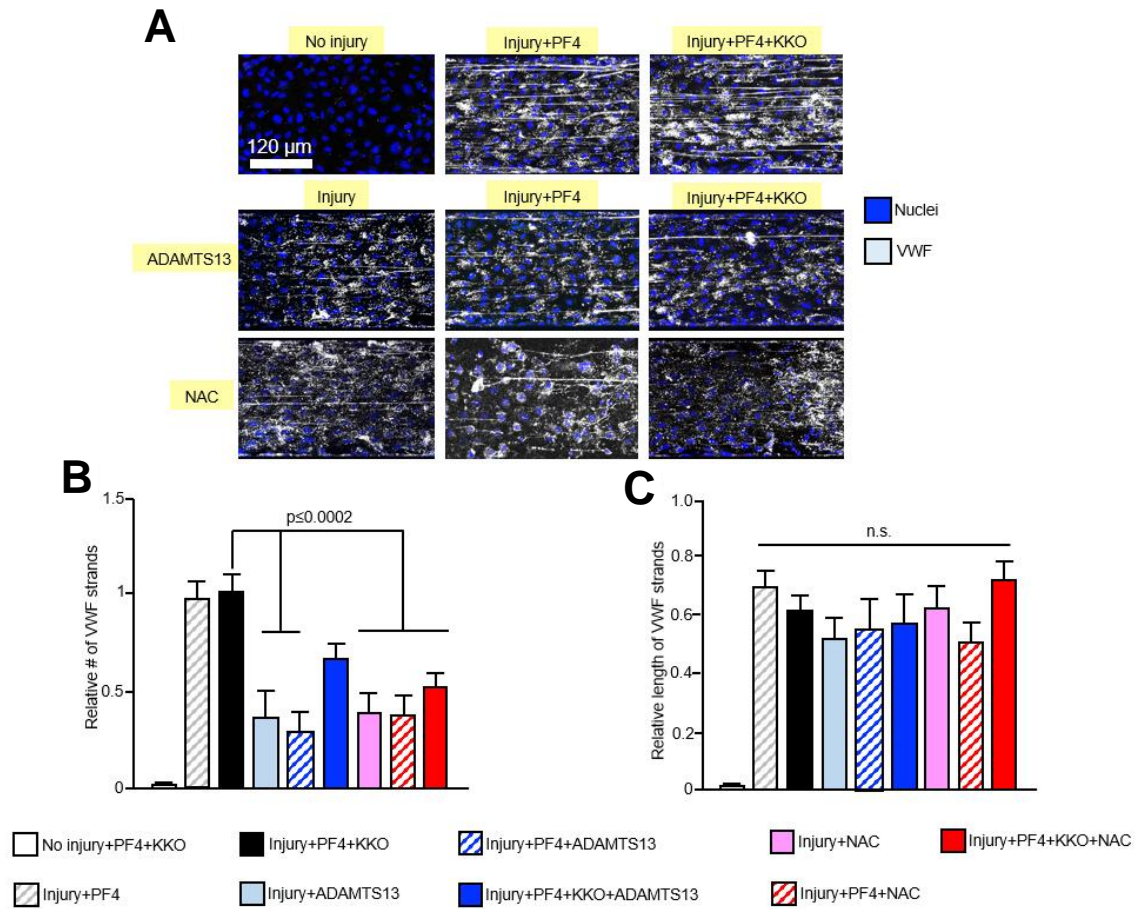 A
No injury
Injury+PF4
Injury+PF4+KKO
120 µm
Injury
Injury+PF4
Injury+PF4+KKO
ADAMTS13
Nuclei
VWF
NAC
B
Relative # of VWF strands
1.5
1
0.5
0
p≤0.0002
C
Relative length of VWF strands
1.0
0.8
0.6
0.4
0.2
0
n.s.
No injury+PF4+KKO
Injury+PF4+KKO
Injury+PF4+ADAMTS13
Injury+NAC
Injury+PF4+KKO+NAC
Injury+PF4
Injury+ADAMTS13
Injury+PF4+KKO+ADAMTS13
Injury+PF4+NAC